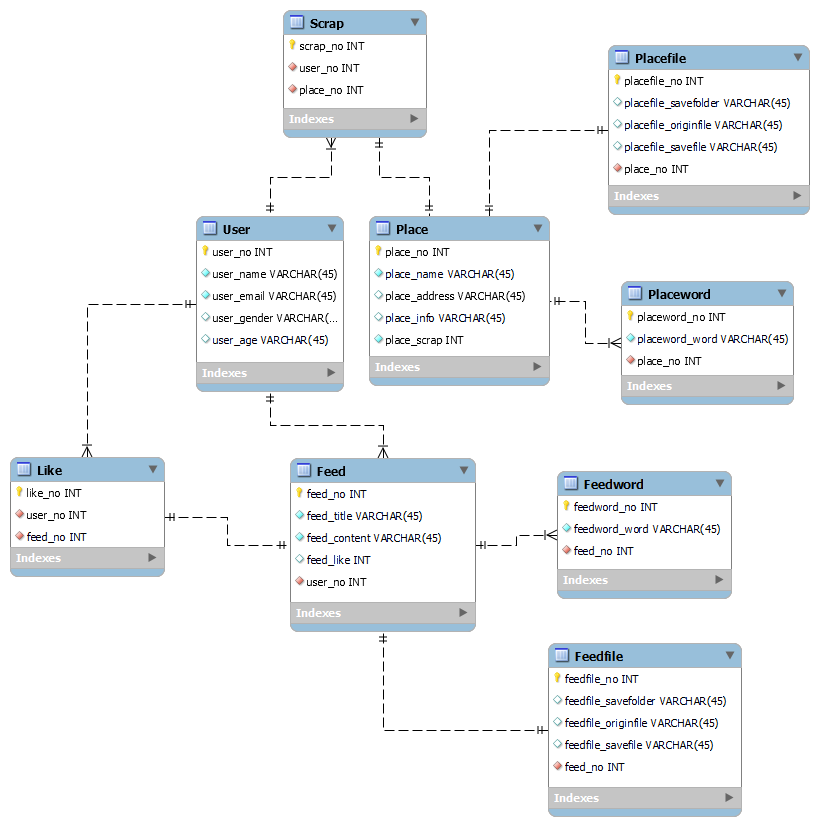 Scrap
scrap_no INT
user_no INT
place_no INT
Indexes
Placefile
placefile_no INT
placefile_savefolder VARCHAR(45)
placefile_originfile VARCHAR(45)
placefile_savefile VARCHAR(45)
place_no INT
Indexes
User
user_no INT
user_name VARCHAR(45)
user_email VARCHAR(45)
user_gender VARCHAR(...
user_age VARCHAR(45)
Indexes
Place
place_no INT
place_name VARCHAR(45)
place_address VARCHAR(45)
place_info VARCHAR(45)
place_scrap INT
Indexes
Placeword
placeword_no INT
placeword_word VARCHAR(45)
place_no INT
Indexes
Like
like_no INT
user_no INT
feed_no INT
Indexes
Feed
feed_no INT
feed_title VARCHAR(45)
feed_content VARCHAR(45)
feed_like INT
user_no INT
Indexes
Feedword
feedword_no INT
feedword_word VARCHAR(45)
feed_no INT
Indexes
Feedfile
feedfile_no INT
feedfile_savefolder VARCHAR(45)
feedfile_originfile VARCHAR(45)
feedfile_savefile VARCHAR(45)
feed_no INT
Indexes